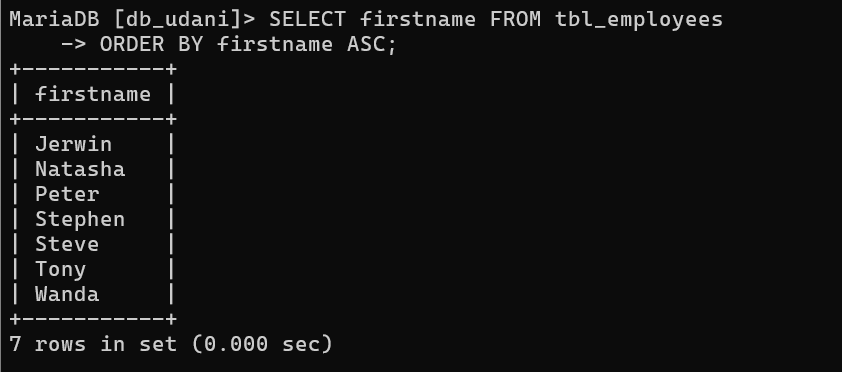 MariaDB [db_udani]> SELECT firstname FROM tbl_employees
    -> ORDER BY firstname ASC;
+-----------+
| firstname |
+-----------+
| Jerwin    |
| Natasha   |
| Peter     |
| Stephen   |
| Steve     |
| Tony      |
| Wanda     |
+-----------+
7 rows in set (0.000 sec)